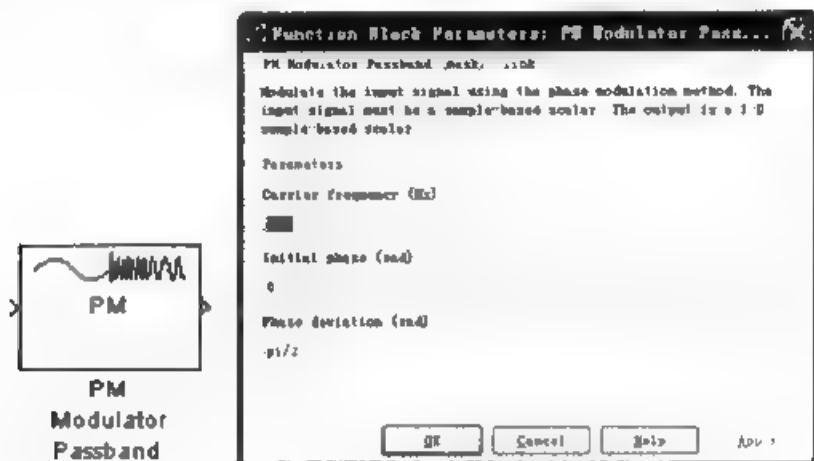 Function Block Parameters: PM Modulator Pass...
PM Modulator Passband (mask) (link)
Modulate the input signal using the phase modulation method. The
input signal must be a sample-based scalar. The output is a 1-D
sample-based scalar
Parameters
Carrier frequency (Hz)
Initial phase (rad)
0
Phase deviation (rad)
pi/2
PM
PM
Modulator
Passband
OK
Cancel
Help
Apply